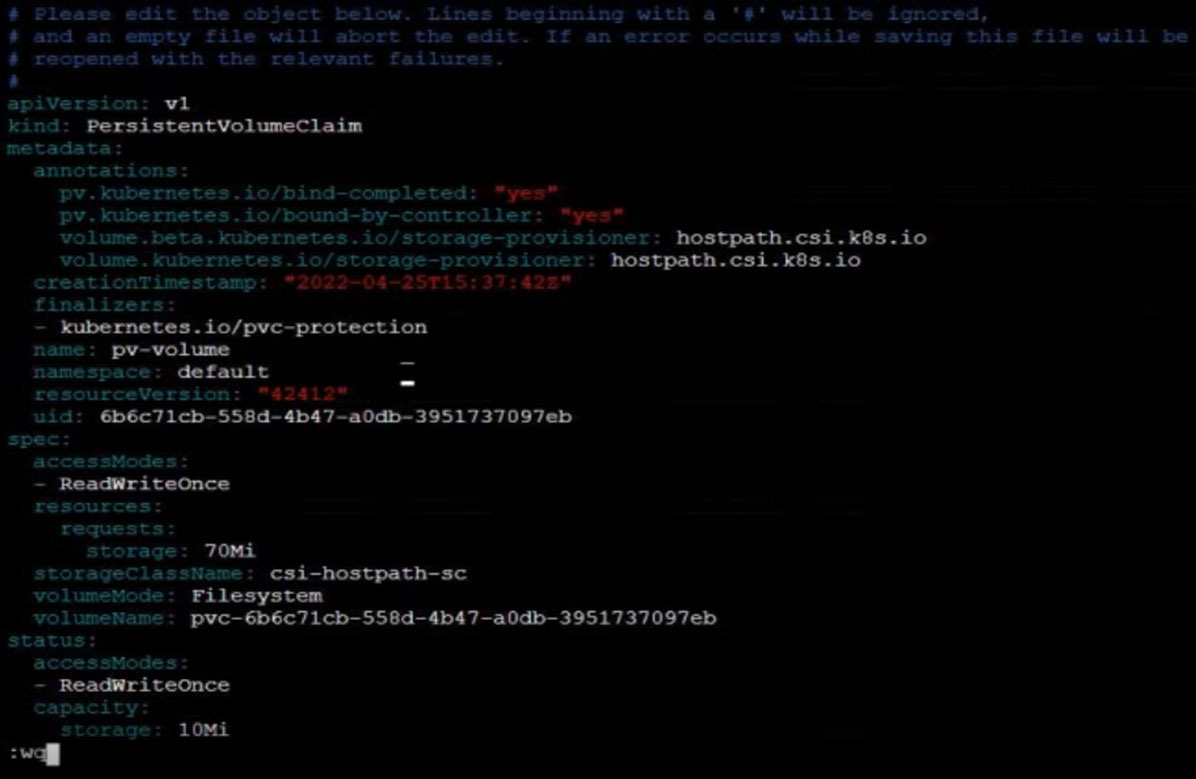 # Please edit the object below. Lines beginning with a '#' will be ignored,
# and an empty file will abort the edit. If an error occurs while saving this file will be
# reopened with the relevant failures.
#
apiVersion: v1
kind: PersistentVolumeClaim
metadata:
  annotations:
    pv.kubernetes.io/bind-completed: "yes"
    pv.kubernetes.io/bound-by-controller: "yes"
    volume.beta.kubernetes.io/storage-provisioner: hostpath.csi.k8s.io
    volume.kubernetes.io/storage-provisioner: hostpath.csi.k8s.io
  creationTimestamp: "2022-04-25T15:37:42Z"
  finalizers:
  - kubernetes.io/pvc-protection
  name: pv-volume
  namespace: default
  resourceVersion: "42412"
  uid: 6b6c71cb-558d-4b47-a0db-3951737097eb
spec:
  accessModes:
  - ReadWriteOnce
  resources:
    requests:
      storage: 70Mi
  storageClassName: csi-hostpath-sc
  volumeMode: Filesystem
  volumeName: pvc-6b6c71cb-558d-4b47-a0db-3951737097eb
status:
  accessModes:
  - ReadWriteOnce
  capacity:
    storage: 10Mi
:wq